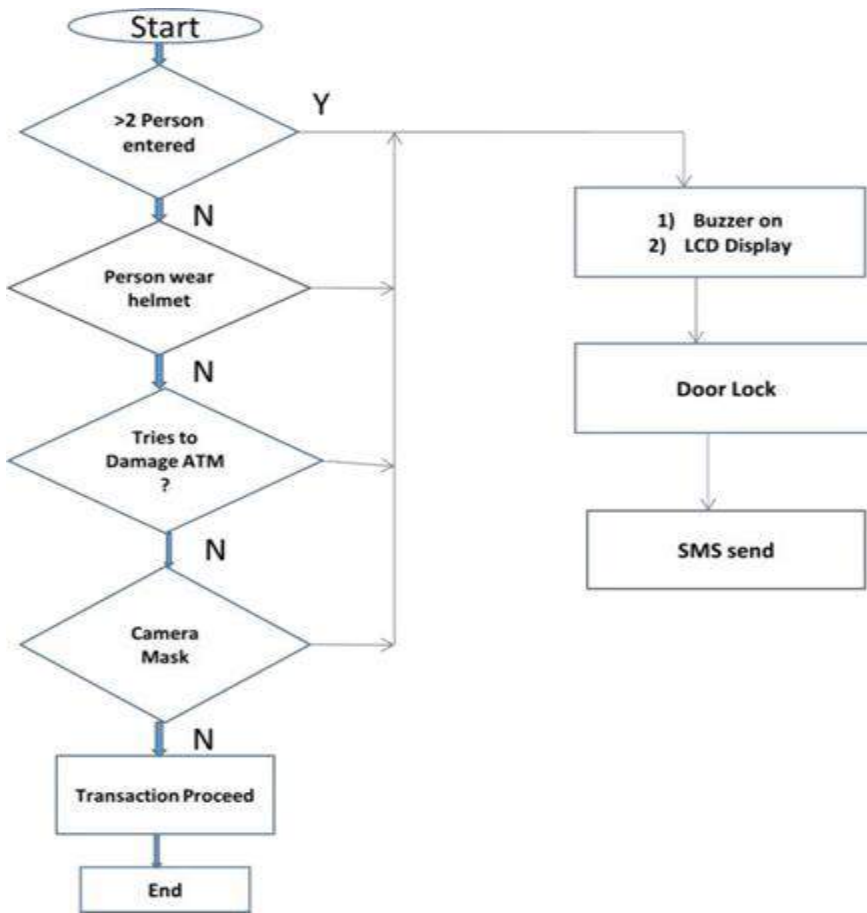 Start
>2 Person
entered
Y
N
Person wear
helmet
N
Tries to
Damage ATM
?
N
Camera
Mask
N
Transaction Proceed
End
1) Buzzer on
2) LCD Display
Door Lock
SMS send